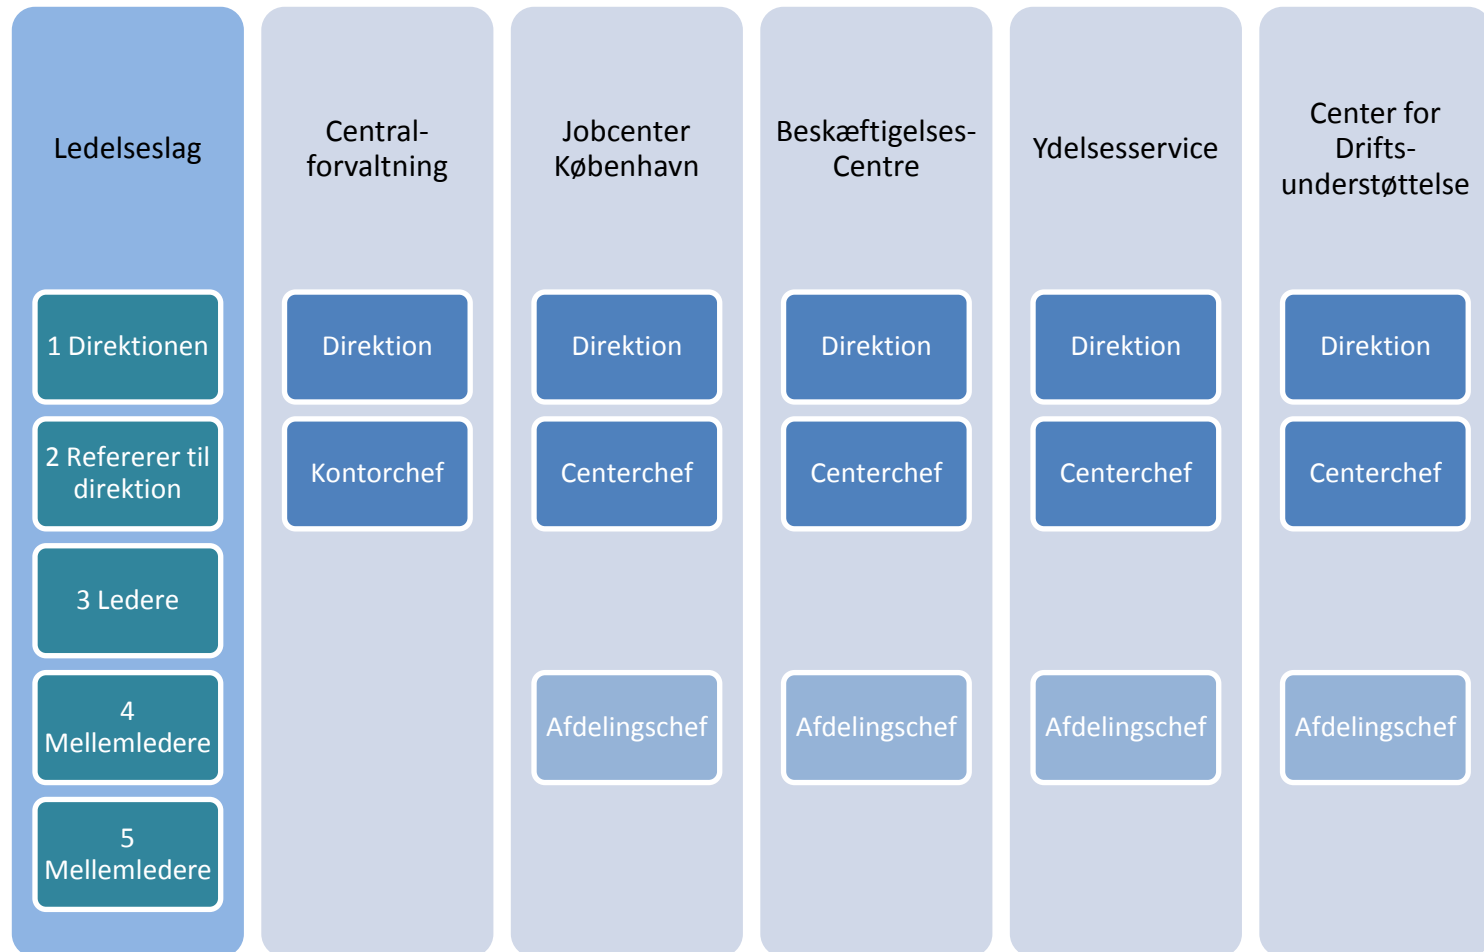 Ledelseslag
Central-
forvaltning
Jobcenter
København
Beskæftigelses-
Centre
Ydelsesservice
Center for
Drifts-
understøttelse
1 Direktionen
Direktion
Direktion
Direktion
Direktion
Direktion
2 Refererer til
direktion
Kontorchef
Centerchef
Centerchef
Centerchef
Centerchef
3 Ledere
4
Mellemledere
Afdelingschef
Afdelingschef
Afdelingschef
Afdelingschef
5
Mellemledere